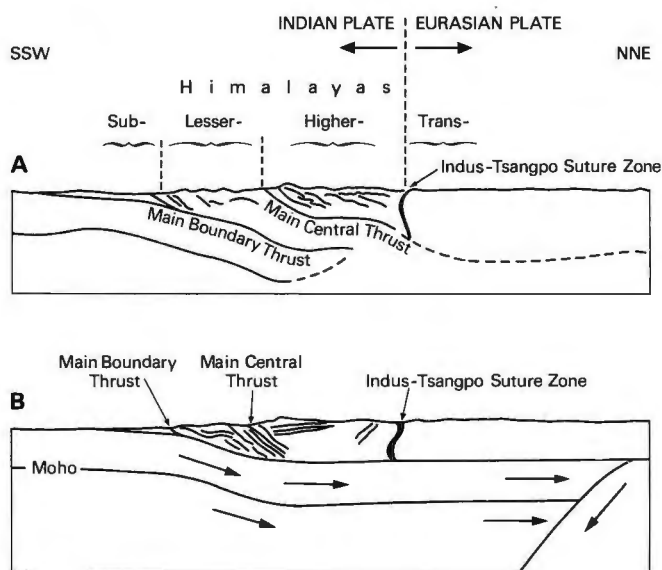 INDIAN PLATE EURASIAN PLATE
SSW NNE
Himalayas
Sub- Lesser- Higher- Trans-
A
Indus-Tsangpo Suture Zone
Main Boundary Thrust
Main Central Thrust
Main Boundary
Thrust
Main Central
Thrust
Indus-Tsangpo Suture Zone
B
Moho